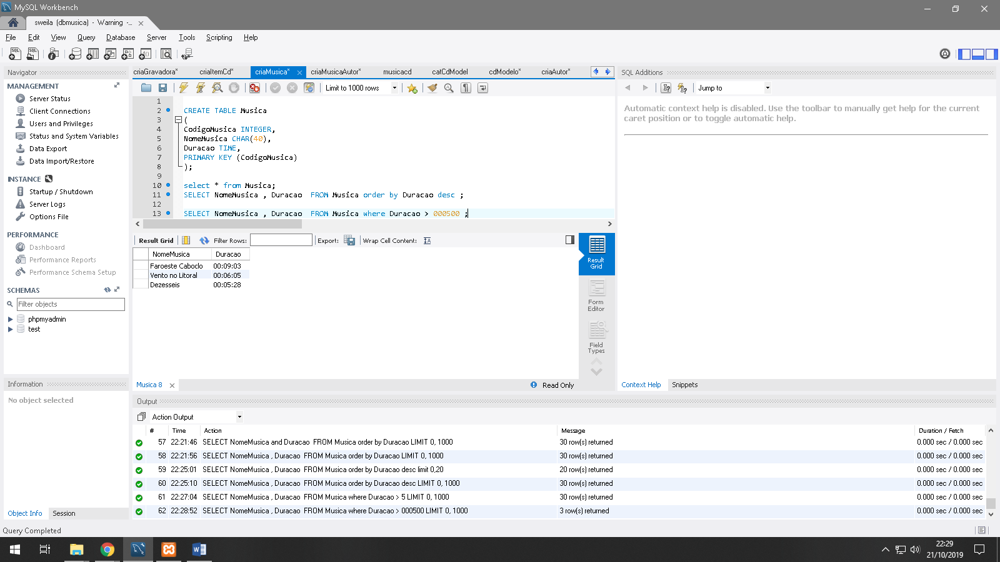 MySQL Workbench
sweila (dbmusica) - Warning -...
File Edit View Query Database Server Tools Scripting Help
Navigator
MANAGEMENT
Server Status
Client Connections
Users and Privileges
Status and System Variables
Data Export
Data Import/Restore
INSTANCE
Startup / Shutdown
Server Logs
Options File
PERFORMANCE
Dashboard
Performance Reports
Performance Schema Setup
SCHEMAS
Filter objects
phpmyadmin
test
Information
No object selected
Object Info Session
criaGravadora* criaItemCd* criaMusica* criaMusicaAutor* musicacd catCdModel cdModelo* criaAutor*
Limit to 1000 rows
1
2 CREATE TABLE Musica
3 (
4 CodigoMusica INTEGER,
5 NomeMusica CHAR(40),
6 Duracao TIME,
7 PRIMARY KEY (CodigoMusica)
8 );
9
10 select * from Musica;
11 SELECT NomeMusica , Duracao FROM Musica order by Duracao desc ;
12
13 SELECT NomeMusica , Duracao FROM Musica where Duracao > 000500 ;
Result Grid Filter Rows: Export: Wrap Cell Content:
NomeMusica Duracao
Faroeste Caboclo 00:09:03
Vento no Litoral 00:06:05
Dezesseis 00:05:28
Result
Grid
Form
Editor
Field
Types
Musica 8 Read Only
SQL Additions
Jump to
Automatic context help is disabled. Use the toolbar to manually get help for the current
caret position or to toggle automatic help.
Context Help Snippets
Output
Action Output
# Time Action Message Duration / Fetch
57 22:21:46 SELECT NomeMusica and Duracao FROM Musica order by Duracao LIMIT 0, 1000 30 row(s) returned 0.000 sec / 0.000 sec
58 22:21:56 SELECT NomeMusica , Duracao FROM Musica order by Duracao LIMIT 0, 1000 30 row(s) returned 0.000 sec / 0.000 sec
59 22:25:01 SELECT NomeMusica , Duracao FROM Musica order by Duracao desc limit 0,20 20 row(s) returned 0.000 sec / 0.000 sec
60 22:25:10 SELECT NomeMusica , Duracao FROM Musica order by Duracao desc LIMIT 0, 1000 30 row(s) returned 0.000 sec / 0.000 sec
61 22:27:04 SELECT NomeMusica , Duracao FROM Musica where Duracao > 5 LIMIT 0, 1000 30 row(s) returned 0.000 sec / 0.000 sec
62 22:28:52 SELECT NomeMusica , Duracao FROM Musica where Duracao > 000500 LIMIT 0, 1000 3 row(s) returned 0.000 sec / 0.000 sec
Query Completed
22:29
21/10/2019